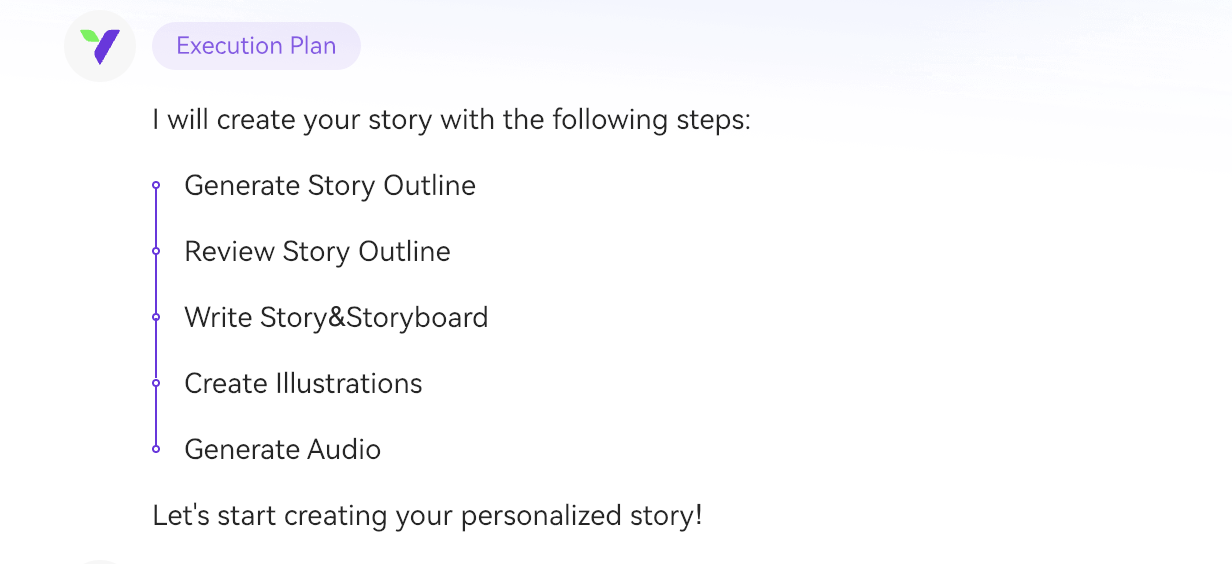 Execution Plan
I will create your story with the following steps:
Generate Story Outline
Review Story Outline
Write Story&Storyboard
Create Illustrations
Generate Audio
Let's start creating your personalized story!